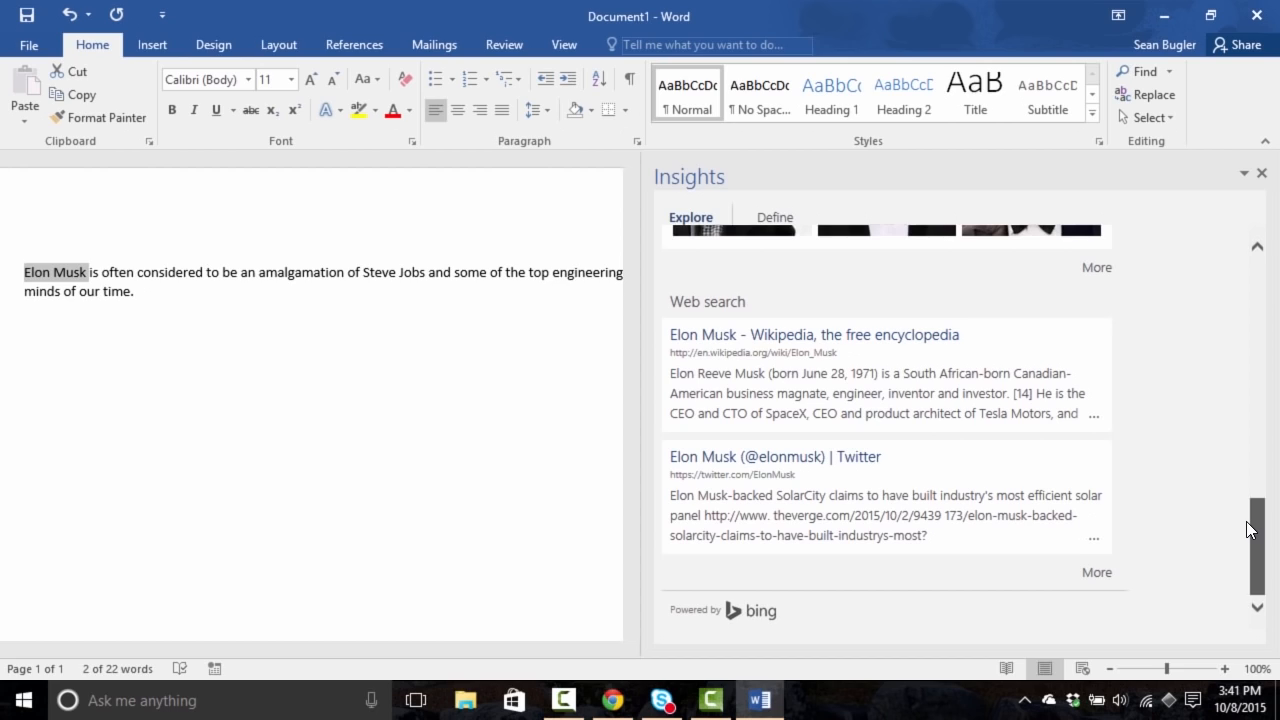 Document1 - Word
File Home Insert Design Layout References Mailings Review View Tell me what you want to do... Sean Bugler Share
Paste
Cut
Copy
Format Painter
Clipboard
Calibri (Body) 11 Aa
B I U abc x₂ x² A aby A
Font
Paragraph
AaBbCcDc AaBbCcDc AaBbCc AaBbCcD AaB AaBbCcD
¶ Normal ¶ No Spac... Heading 1 Heading 2 Title Subtitle
Styles
Find
Replace
Select
Editing
Elon Musk is often considered to be an amalgamation of Steve Jobs and some of the top engineering
minds of our time.
Insights
Explore Define
More
Web search
Elon Musk - Wikipedia, the free encyclopedia
http://en.wikipedia.org/wiki/Elon_Musk
Elon Reeve Musk (born June 28, 1971) is a South African-born Canadian-
American business magnate, engineer, inventor and investor. [14] He is the
CEO and CTO of SpaceX, CEO and product architect of Tesla Motors, and ...
Elon Musk (@elonmusk) | Twitter
https://twitter.com/ElonMusk
Elon Musk-backed SolarCity claims to have built industry's most efficient solar
panel http://www. theverge.com/2015/10/2/9439 173/elon-musk-backed-
solarcity-claims-to-have-built-industrys-most? ...
More
Powered by bing
Page 1 of 1 2 of 22 words 100%
Ask me anything
3:41 PM
10/8/2015